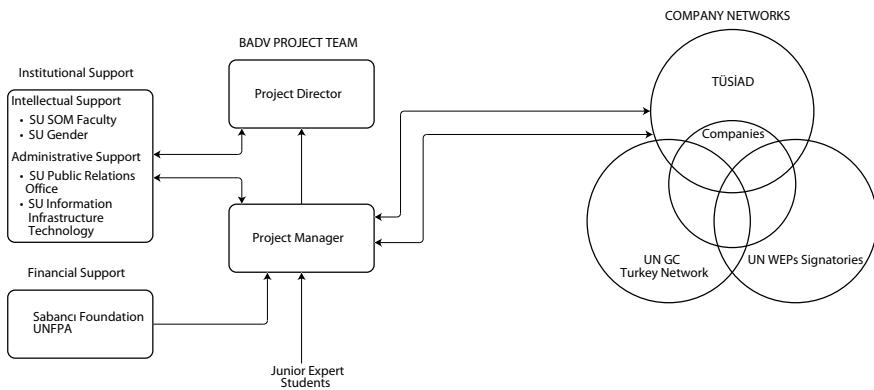 COMPANY NETWORKS
BADV PROJECT TEAM
Institutional Support
Intellectual Support
• SU SOM Faculty
• SU Gender
Administrative Support
• SU Public Relations
Office
• SU Information
Infrastructure
Technology
Financial Support
Sabancı Foundation
UNFPA
Project Director
Project Manager
Junior Expert
Students
TÜSİAD
Companies
UN GC
Turkey Network
UN WEPs Signatories